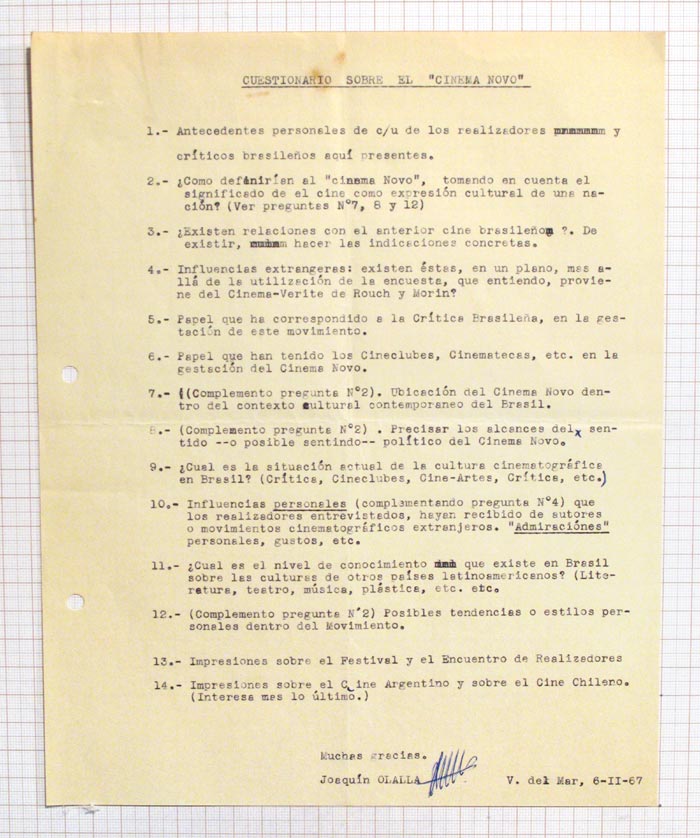 CUESTIONARIO SOBRE EL "CINEMA NOVO"
1.- Antecedentes personales de c/u de los realizadores y
críticos brasileños aquí presentes.
2.- ¿Como definirían al "cinama Novo", tomando en cuenta el
significado de el cine como expresión cultural de una na-
ción? (Ver preguntas Nº7, 8 y 12)
3.- ¿Existen relaciones con el anterior cine brasileño ?. De
existir, hacer las indicaciones concretas.
4.- Influencias extrangeras: existen éstas, en un plano, mas a-
llá de la utilización de la encuesta, que entiendo, provie-
ne del Cinema-Verite de Rouch y Morin?
5.- Papel que ha correspondido a la Crítica Brasileña, en la ges-
tación de este movimiento.
6.- Papel que han tenido los Cineclubes, Cinematecas, etc. en la
gestación del Cinema Novo.
7.- ((Complemento pregunta Nº2). Ubicación del Cinema Novo den-
tro del contexto cultural contemporaneo del Brasil.
8.- (Complemento pregunta Nº2) . Precisar los alcances del sen-
tido --o posible sentindo-- político del Cinema Novo.
9.- ¿Cual es la situación actual de la cultura cinematográfica
en Brasil? (Crítica, Cineclubes, Cine-Artes, Crítica, etc.)
10.- Influencias personales (complementando pregunta Nº4) que
los realizadores entrevistados, hayan recibido de autores
o movimientos cinematográficos extranjeros. "Admiraciónes"
personales, gustos, etc.
11.- ¿Cual es el nivel de conocimiento que existe en Brasil
sobre las culturas de otros países latinoamericanos? (Lite-
ratura, teatro, música, plástica, etc. etc.
12.- (Complemento pregunta N'2) Posibles tendencias o estilos per-
sonales dentro del Movimiento.
13.- Impresiones sobre el Festival y el Encuentro de Realizadores
14.- Impresiones sobre el Cine Argentino y sobre el Cine Chileno.
(Interesa mas lo último.)
Muchas gracias.
Joaquín OLALLA V. del Mar, 6-II-67